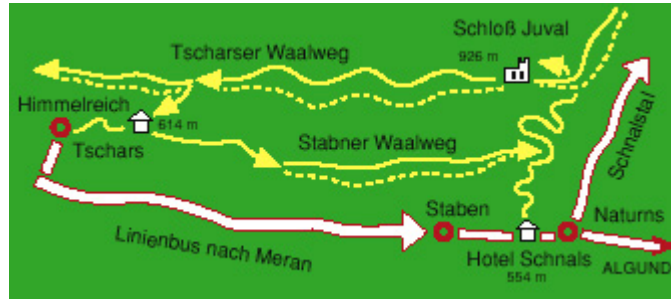 Schloß Juval
926 m
Tscharser Waalweg
Himmelreich
614 m
Tschars
Stabner Waalweg
Schnalstal
Staben
Naturns
Linienbus nach Meran
Hotel Schnals
554 m
ALGUND